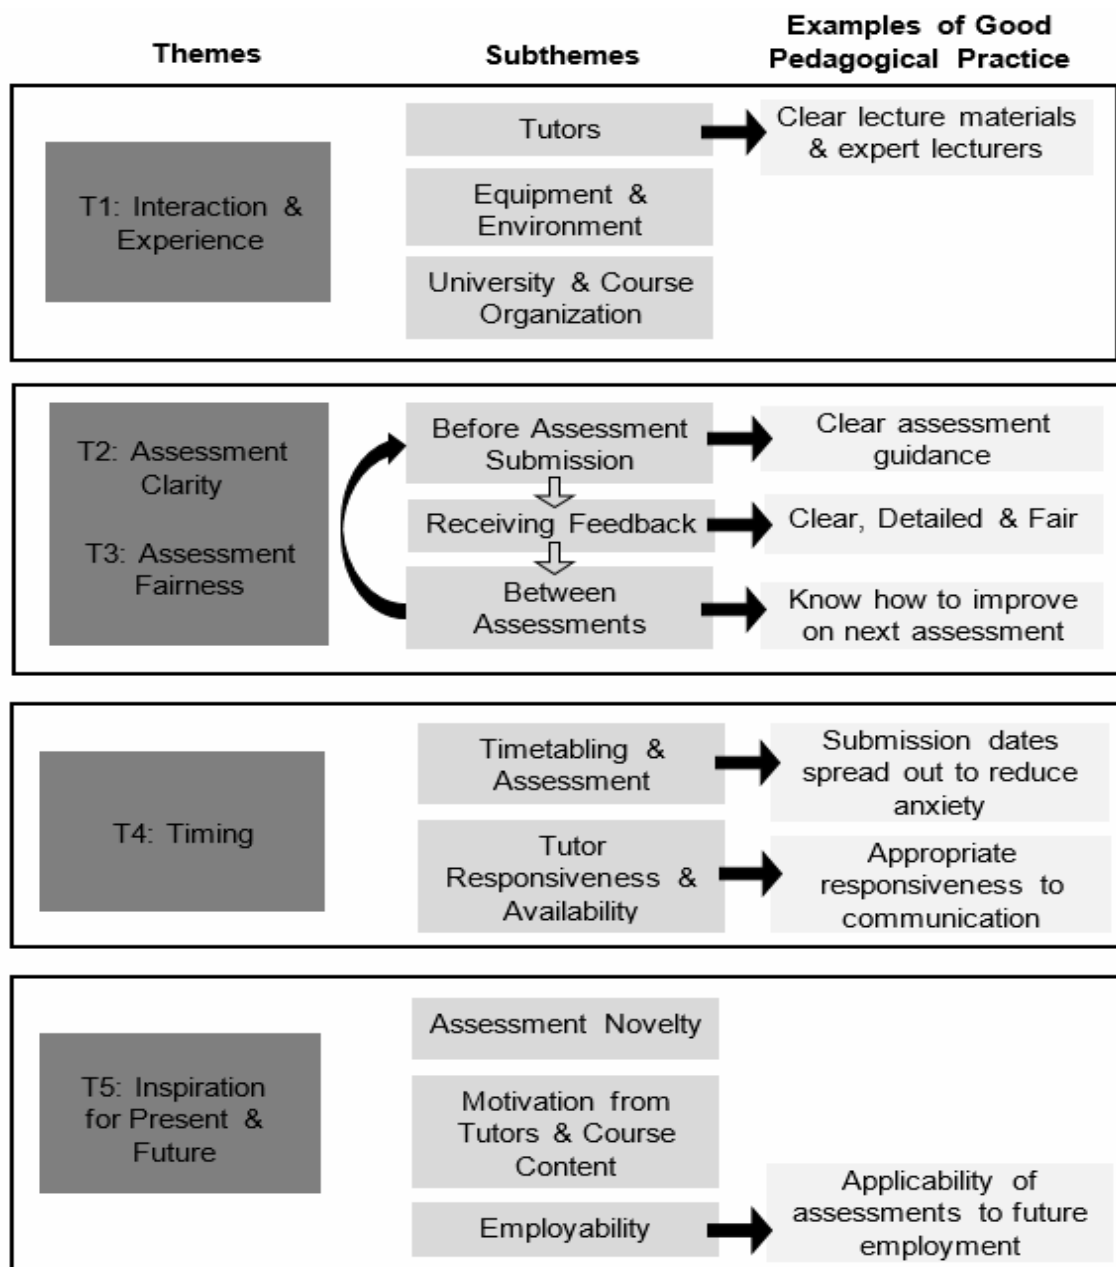 Themes
Subthemes
Examples of Good
Pedagogical Practice
T1: Interaction &
Experience
Tutors
Clear lecture materials
& expert lecturers
Equipment &
Environment
University & Course
Organization
T2: Assessment
Clarity
T3: Assessment
Fairness
Before Assessment
Submission
Clear assessment
guidance
Receiving Feedback
Clear, Detailed & Fair
Between
Assessments
Know how to improve
on next assessment
T4: Timing
Timetabling &
Assessment
Submission dates
spread out to reduce
anxiety
Tutor
Responsiveness &
Availability
Appropriate
responsiveness to
communication
T5: Inspiration
for Present &
Future
Assessment Novelty
Motivation from
Tutors & Course
Content
Employability
Applicability of
assessments to future
employment